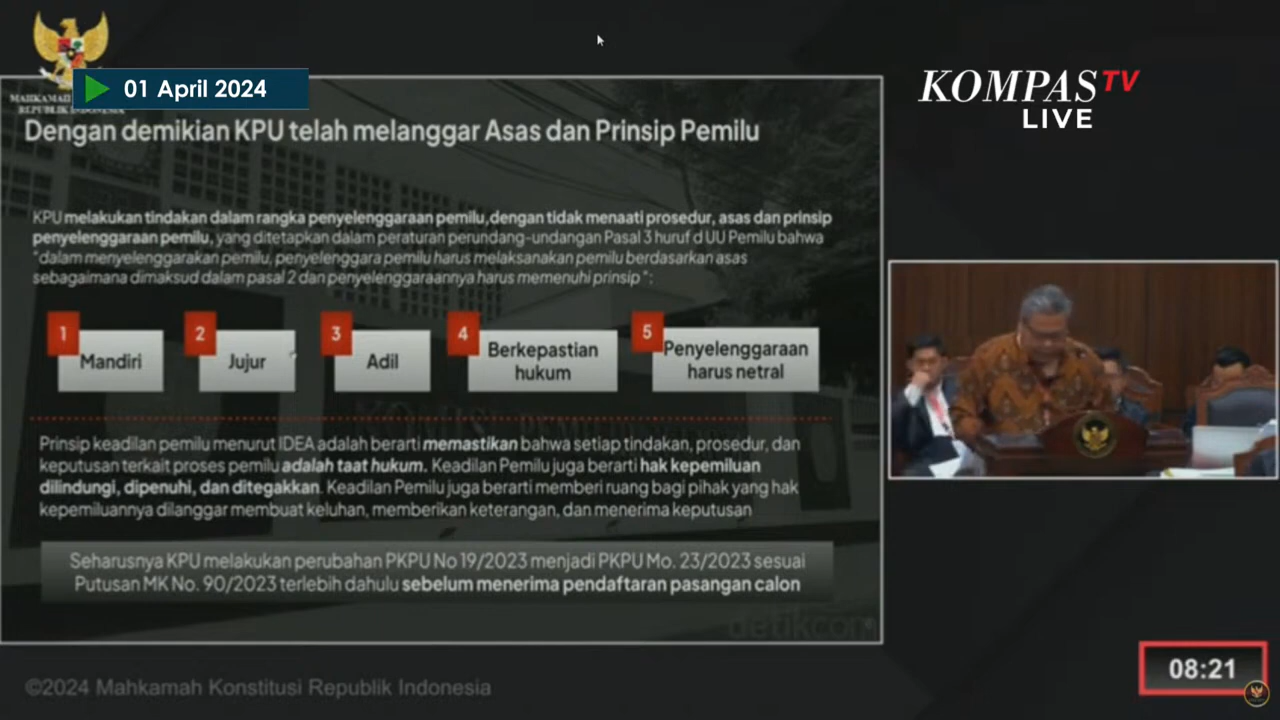 01 April 2024
KOMPAS TV
LIVE
Dengan demikian KPU telah melanggar Asas dan Prinsip Pemilu
KPU melakukan tindakan dalam rangka penyelenggaraan pemilu,dengan tidak menaati prosedur, asas dan prinsip
penyelenggaraan pemilu, yang ditetapkan dalam peraturan perundang-undangan Pasal 3 huruf d UU Pemilu bahwa
"dalam menyelenggarakan pemilu, penyelenggara pemilu harus melaksanakan pemilu berdasarkan asas
sebagaimana dimaksud dalam pasal 2 dan penyelenggaraannya harus memenuhi prinsip":
1
Mandiri
2
Jujur
3
Adil
4
Berkepastian
hukum
5
Penyelenggaraan
harus netral
Prinsip keadilan pemilu menurut IDEA adalah berarti memastikan bahwa setiap tindakan, prosedur, dan
keputusan terkait proses pemilu adalah taat hukum. Keadilan Pemilu juga berarti hak kepemiluan
dilindungi, dipenuhi, dan ditegakkan. Keadilan Pemilu juga berarti memberi ruang bagi pihak yang hak
kepemiluannya dilanggar membuat keluhan, memberikan keterangan, dan menerima keputusan
Seharusnya KPU melakukan perubahan PKPU No 19/2023 menjadi PKPU Mo. 23/2023 sesuai
Putusan MK No. 90/2023 terlebih dahulu sebelum menerima pendaftaran pasangan calon
detikcom
©2024 Mahkamah Konstitusi Republik Indonesia
08:21